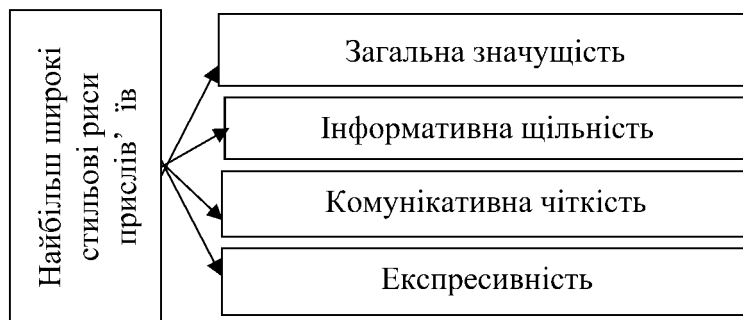 Найбільш широкі
стильові риси
прислів’ їв
Загальна значущість
Інформативна щільність
Комунікативна чіткість
Експресивність